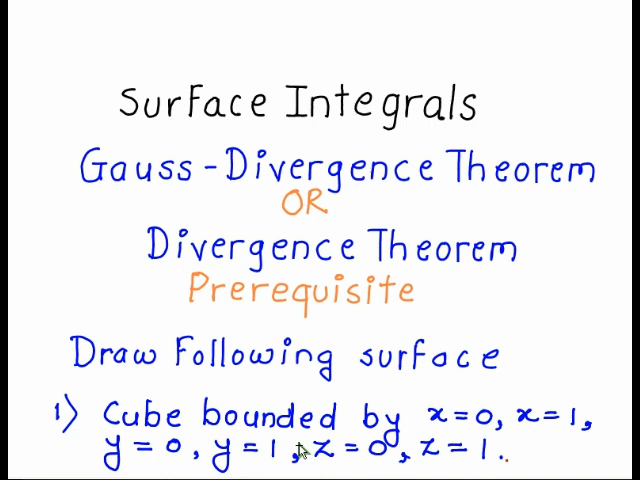 Surface Integrals
Gauss - Divergence Theorem
OR
Divergence Theorem
Prerequisite
Draw Following surface
1) Cube bounded by x=0, x=1,
y=0, y=1, z=0, z=1.